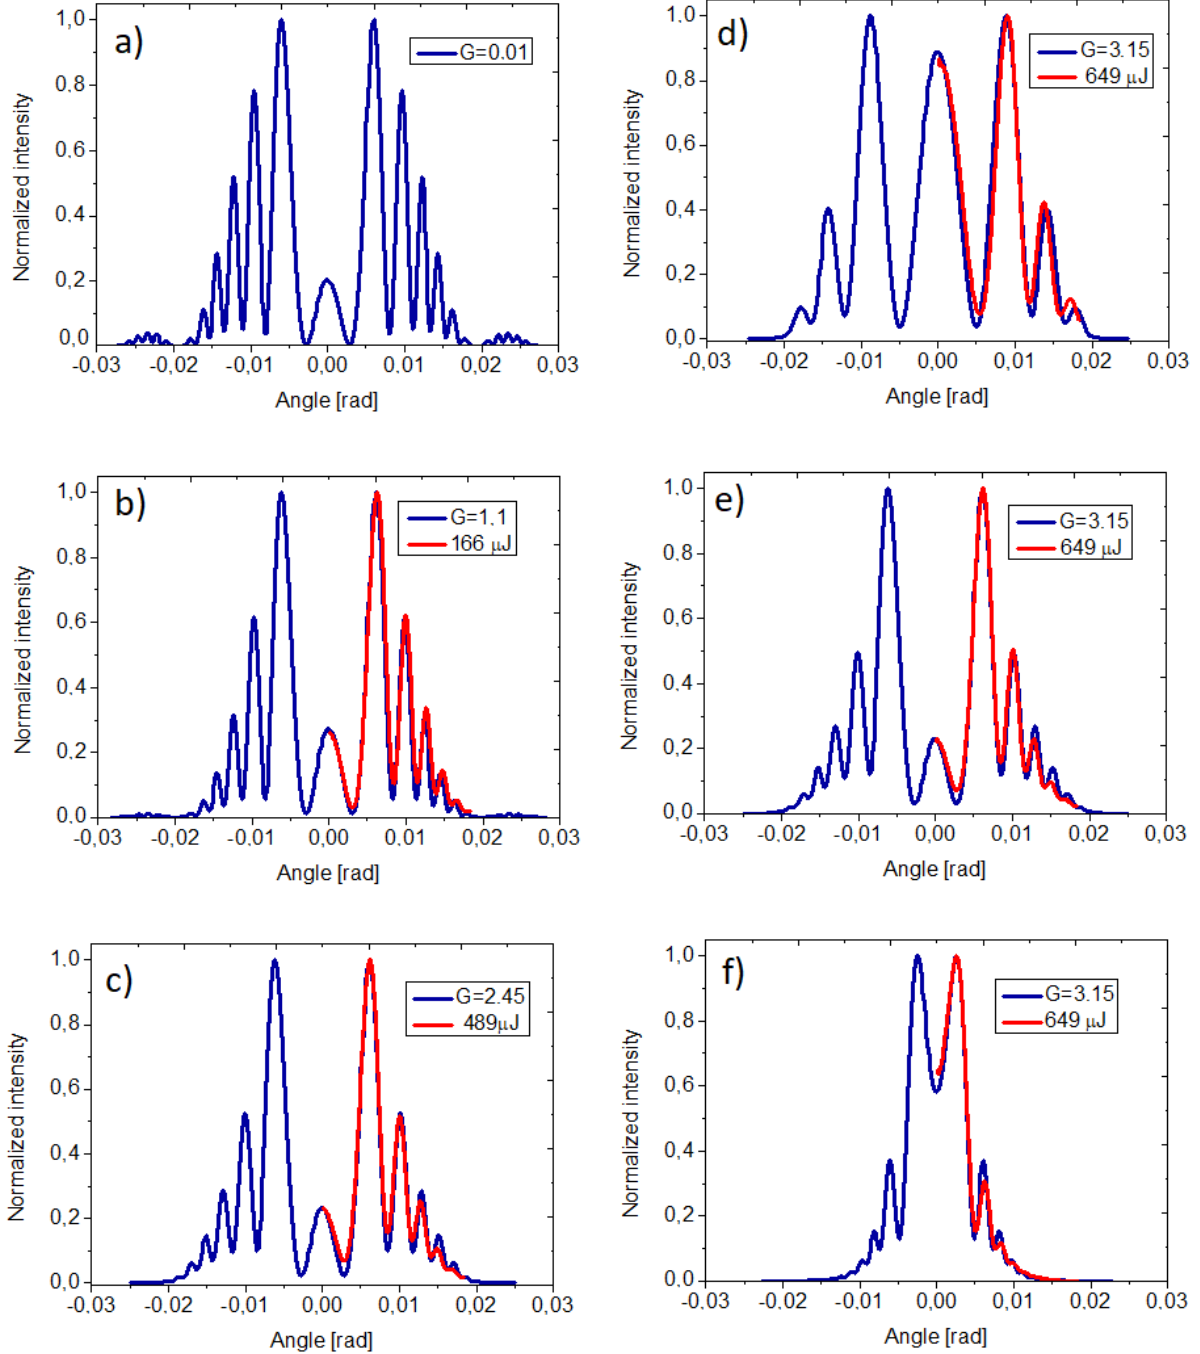 a)
G=0.01
1,0
0,8
0,6
0,4
0,2
0.0
-0,03 -0,02 -0,01 0,00 0,01 0,02 0,03
Normalized intensity
Angle [rad]
d)
G=3.15
649 μJ
1,0
0,8
0,6
0,4
0,2
0,0
-0,03 -0,02 -0,01 0,00 0,01 0,02 0,03
Normalized intensity
Angle [rad]
b)
G=1,1
166 μJ
1,0
0,8
0,6
0,4
0,2
0,0
-0,03 -0,02 -0,01 0,00 0,01 0,02 0,03
Normalized intensity
Angle [rad]
e)
G=3.15
649 μJ
1,0
0,8
0,6
0,4
0,2
0,0
-0,03 -0,02 -0,01 0,00 0,01 0,02 0,03
Normalized intensity
Angle [rad]
c)
G=2.45
489μJ
1,0
0,8
0,6
0,4
0,2
0,0
-0,03 -0,02 -0,01 0,00 0,01 0,02 0,03
Normalized intensity
Angle [rad]
f)
G=3.15
649 μJ
1,0
0,8
0,6
0,4
0,2
0,0
-0,03 -0,02 -0,01 0,00 0,01 0,02 0,03
Normalized intensity
Angle [rad]